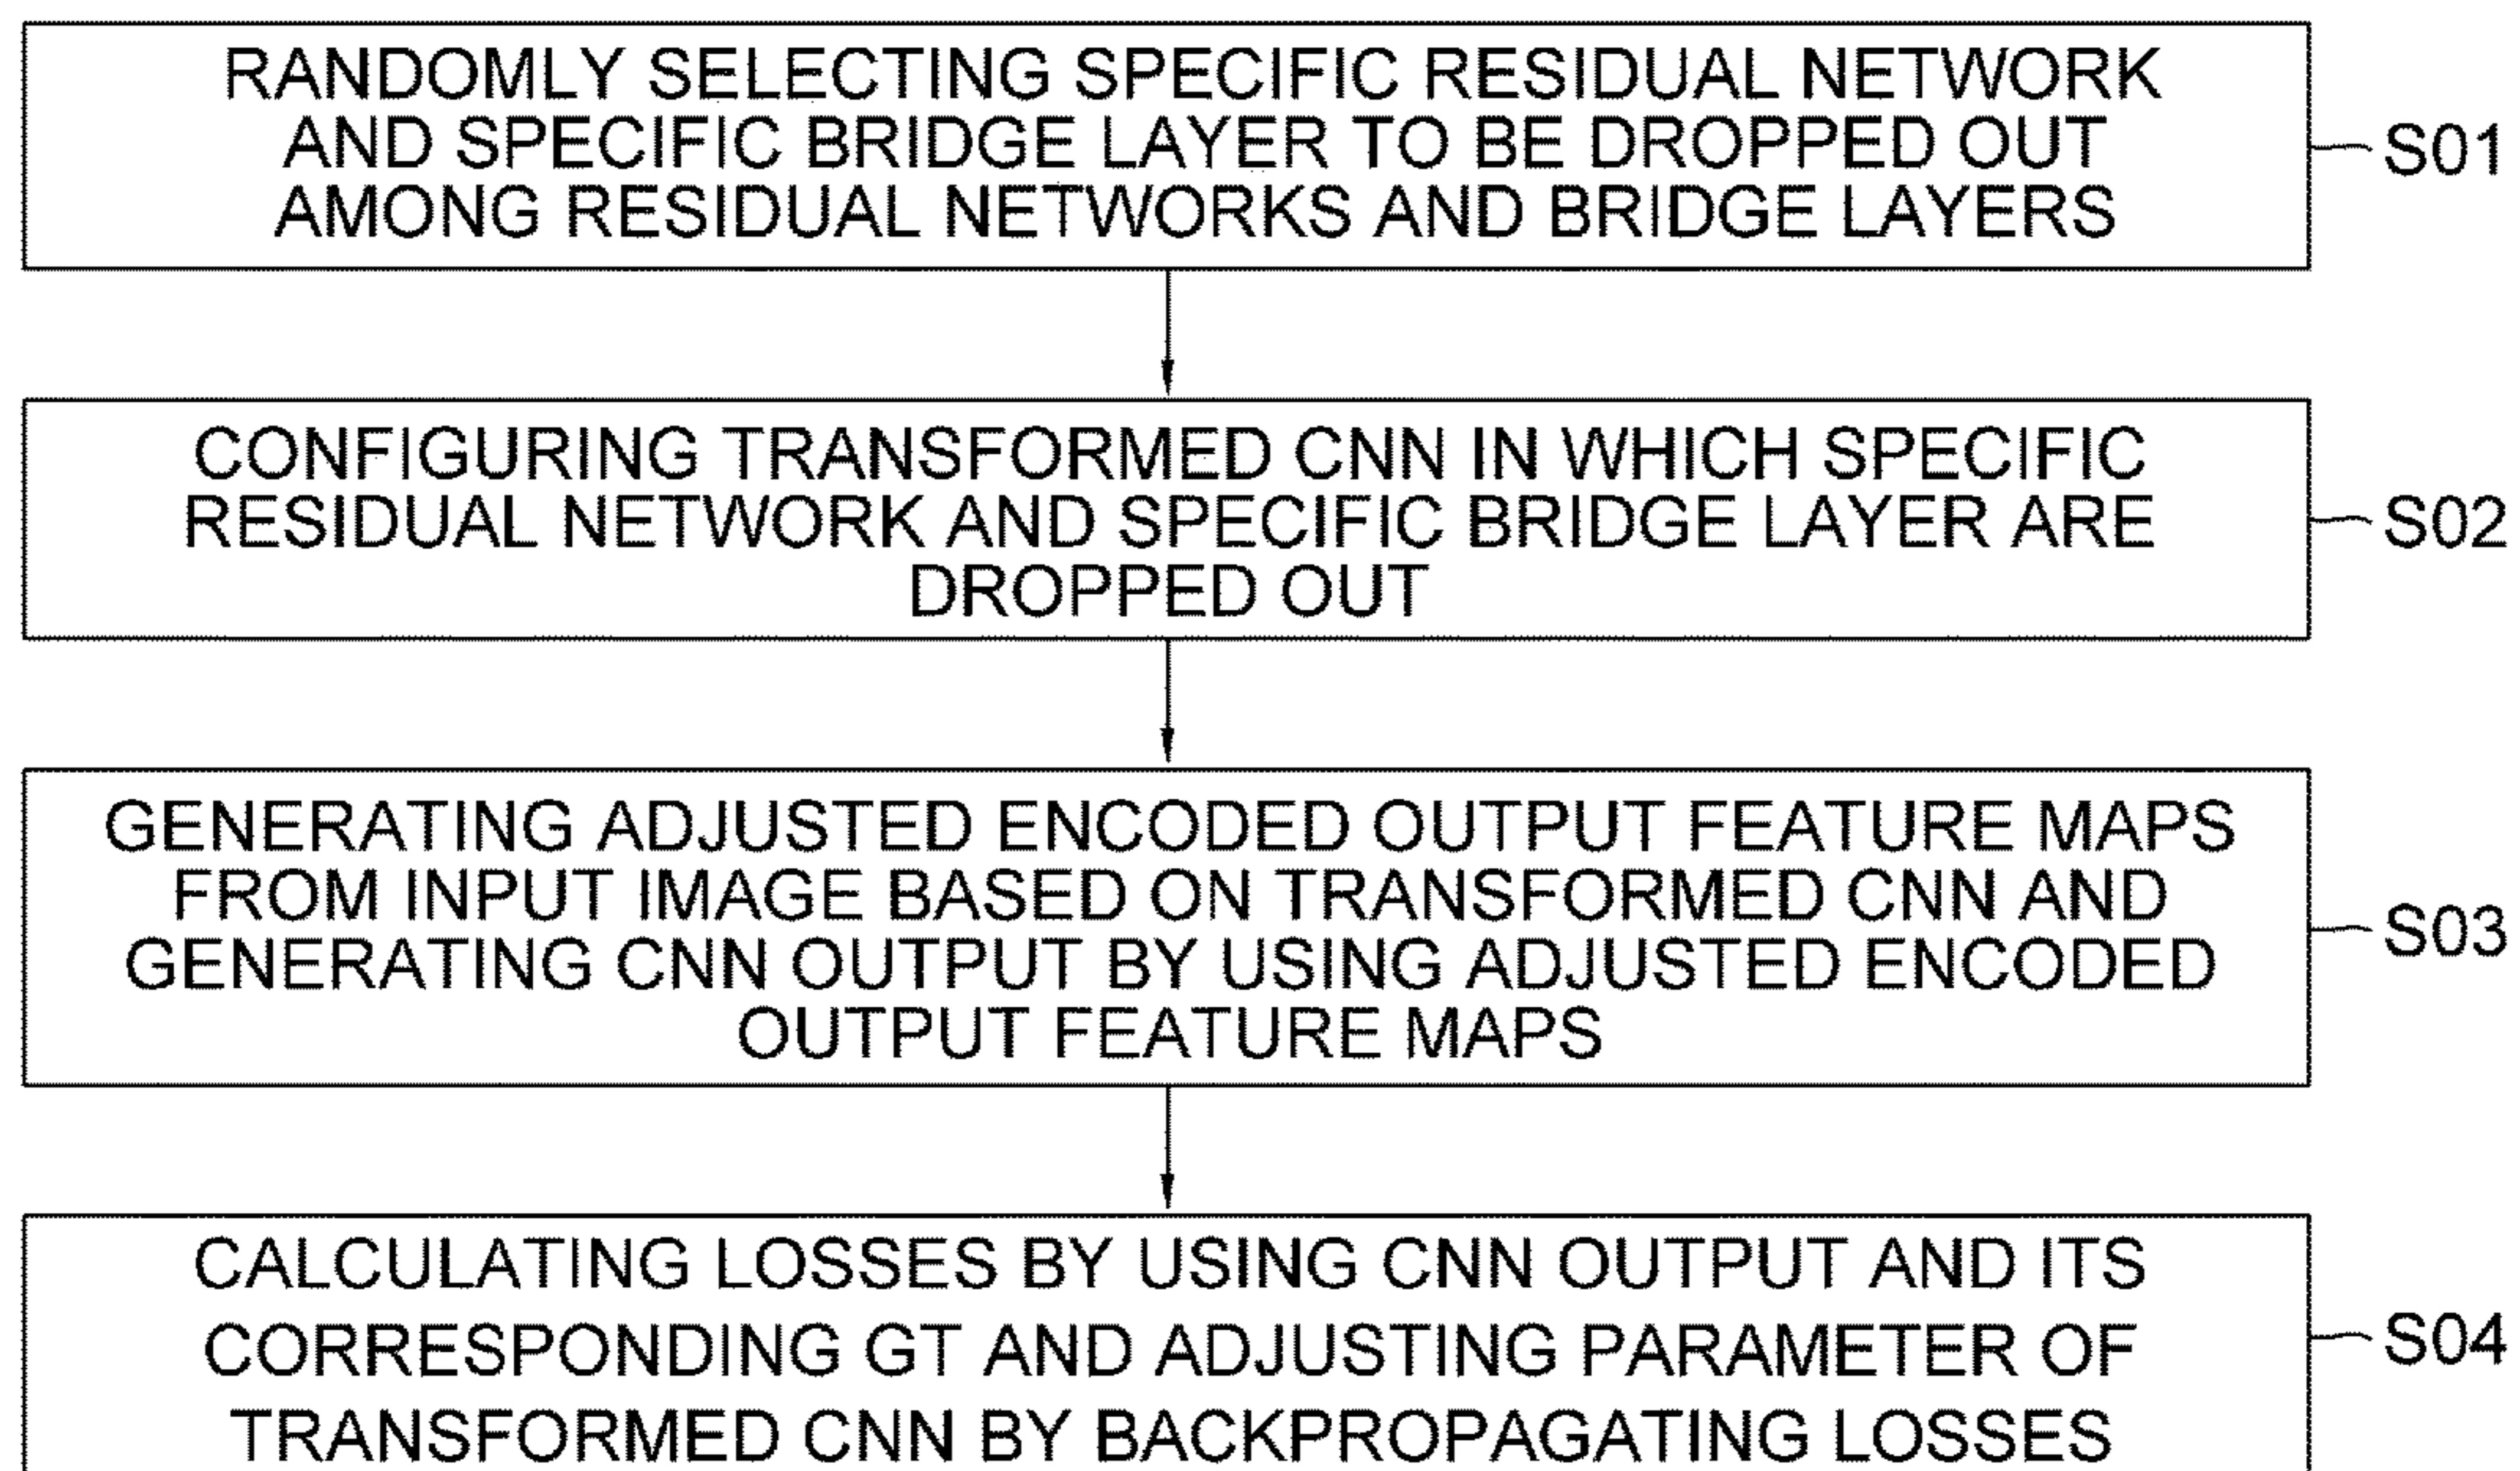 RANDOMLY SELECTING SPECIFIC RESIDUAL NETWORK
AND SPECIFIC BRIDGE LAYER TO BE DROPPED OUT
AMONG RESIDUAL NETWORKS AND BRIDGE LAYERS
S01
CONFIGURING TRANSFORMED CNN IN WHICH SPECIFIC
RESIDUAL NETWORK AND SPECIFIC BRIDGE LAYER ARE
DROPPED OUT
S02
GENERATING ADJUSTED ENCODED OUTPUT FEATURE MAPS
FROM INPUT IMAGE BASED ON TRANSFORMED CNN AND
GENERATING CNN OUTPUT BY USING ADJUSTED ENCODED
OUTPUT FEATURE MAPS
S03
CALCULATING LOSSES BY USING CNN OUTPUT AND ITS
CORRESPONDING GT AND ADJUSTING PARAMETER OF
TRANSFORMED CNN BY BACKPROPAGATING LOSSES
S04